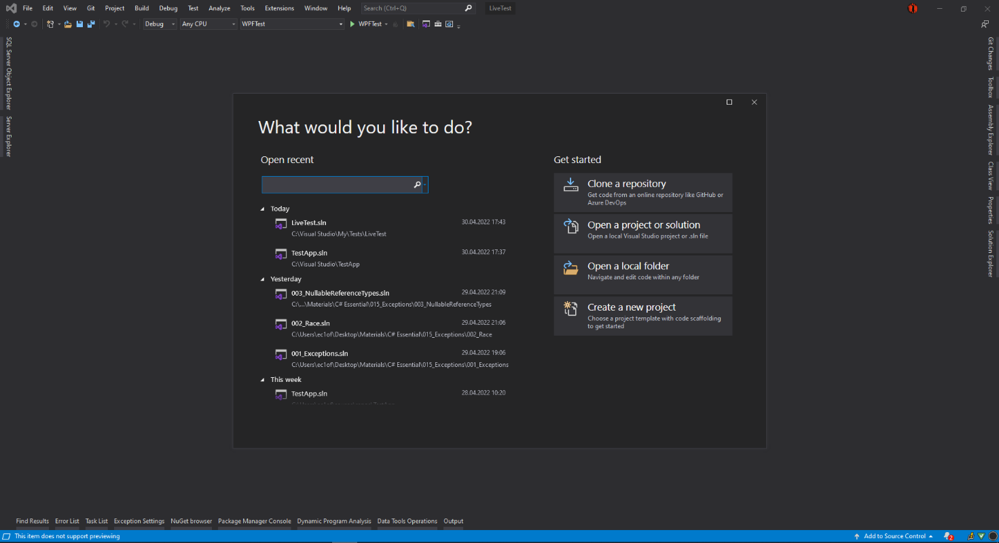 File Edit View Git Project Build Debug Test Analyze Tools Extensions Window Help Search (Ctrl+Q) LiveTest
Debug Any CPU WPFTest WPFTest
SQL Server Object Explorer
Server Explorer
What would you like to do?
Open recent
Today
LiveTest.sln 30.04.2022 17:43
C:\Visual Studio\My\Tests\LiveTest
TestApp.sln 30.04.2022 17:37
C:\Visual Studio\TestApp
Yesterday
003_NullableReferenceTypes.sln 29.04.2022 21:09
C:\...\Materials\C# Essential\015_Exceptions\003_NullableReferenceTypes
002_Race.sln 29.04.2022 21:06
C:\Users\ec1of\Desktop\Materials\C# Essential\015_Exceptions\002_Race
001_Exceptions.sln 29.04.2022 19:06
C:\Users\ec1of\Desktop\Materials\C# Essential\015_Exceptions\001_Exceptions
This week
TestApp.sln 28.04.2022 10:20
Get started
Clone a repository
Get code from an online repository like GitHub or
Azure DevOps
Open a project or solution
Open a local Visual Studio project or .sln file
Open a local folder
Navigate and edit code within any folder
Create a new project
Choose a project template with code scaffolding
to get started
Git Changes
Toolbox
Assembly Explorer
Class View
Properties
Solution Explorer
Find Results Error List Task List Exception Settings NuGet browser Package Manager Console Dynamic Program Analysis Data Tools Operations Output
This item does not support previewing Add to Source Control 2